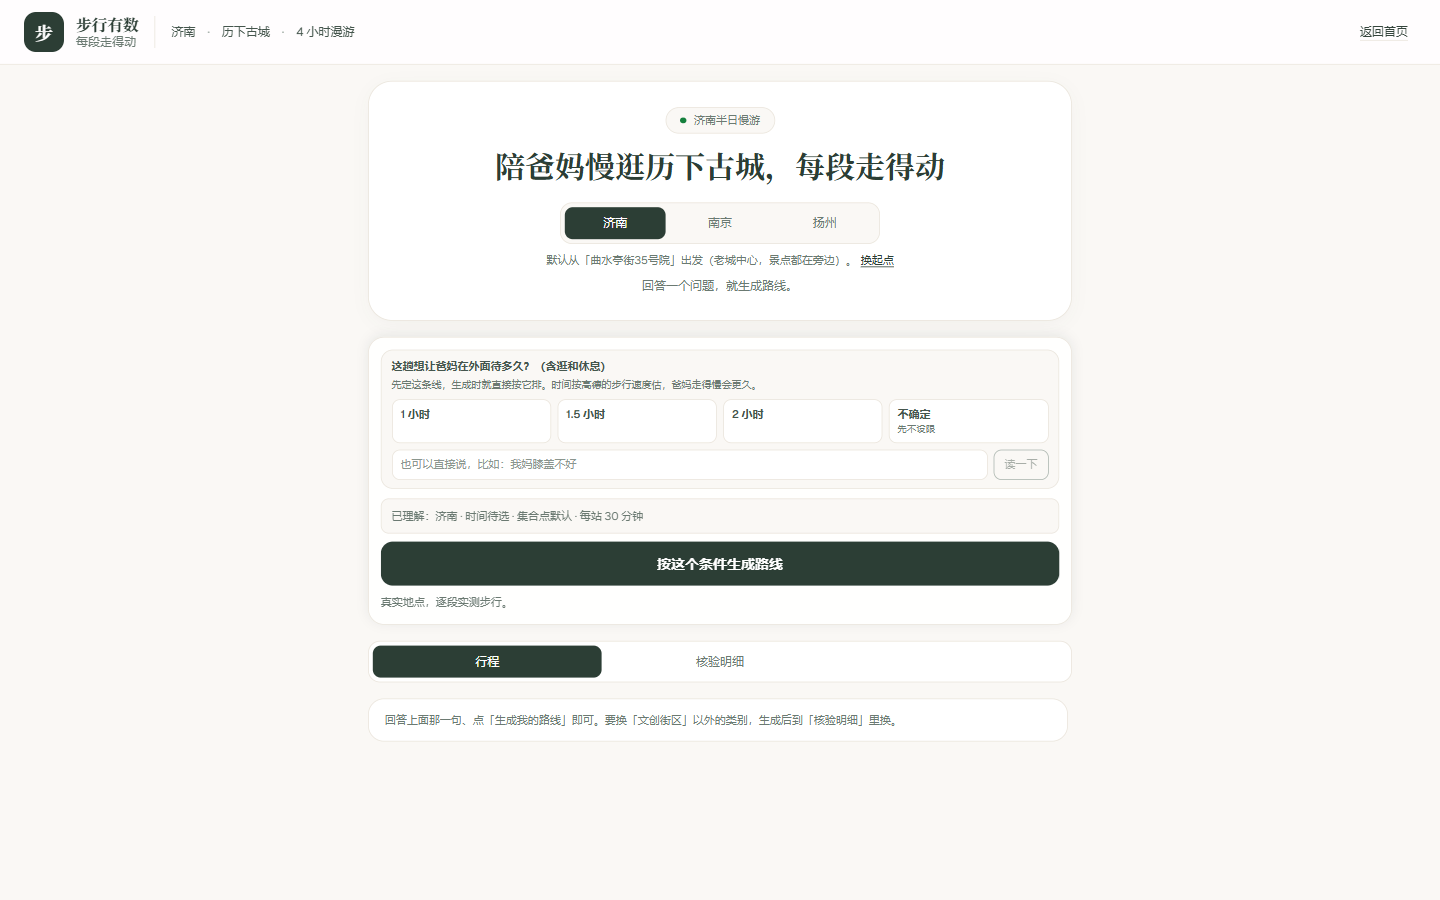 步
步行有数
每段走得动
济南 · 历下古城 · 4 小时漫游
返回首页
济南半日慢游
陪爸妈慢逛历下古城，每段走得动
济南
南京
扬州
默认从「曲水亭街35号院」出发（老城中心，景点都在旁边）。 换起点
回答一个问题，就生成路线。
这趟想让爸妈在外面待多久？（含逛和休息）
先定这条线，生成时就直接按它排。时间按高德的步行速度估，爸妈走得慢会更久。
1 小时
1.5 小时
2 小时
不确定
先不设限
也可以直接说，比如：我妈膝盖不好
读一下
已理解：济南 · 时间待选 · 集合点默认 · 每站 30 分钟
按这个条件生成路线
真实地点，逐段实测步行。
行程
核验明细
回答上面那一句、点「生成我的路线」即可。要换「文创街区」以外的类别，生成后到「核验明细」里换。